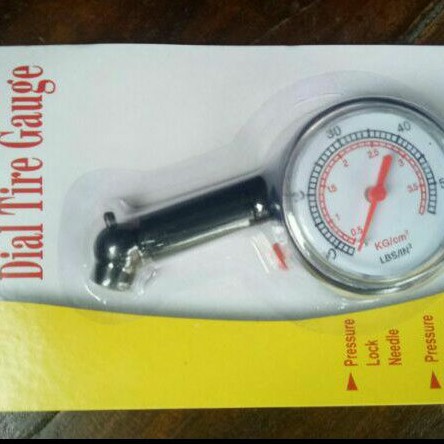 Dial Tire Gauge
30
40
2
2.5
3
1.5
3.5
1
0.5
KG/cm²
LBS/IN²
Pressure
Lock
Needle
Pressure